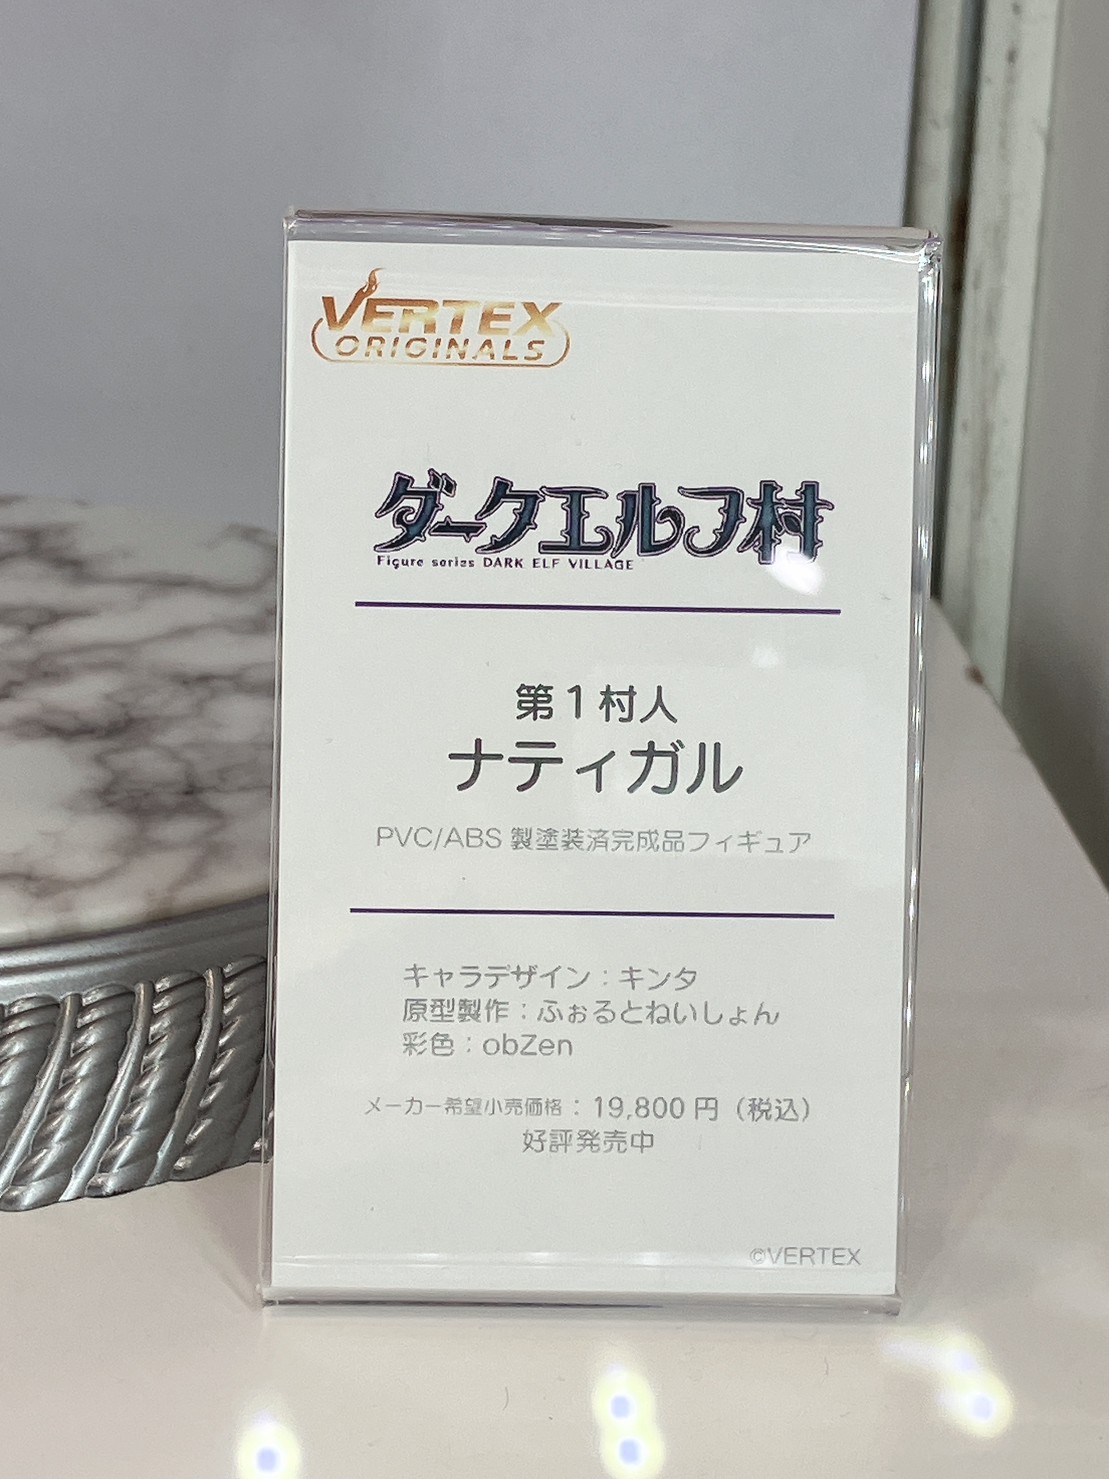 VERTEX
ORIGINALS
ダークエルフ村
Figure series DARK ELF VILLAGE
第1村人
ナティガル
PVC/ABS 製塗装済完成品フィギュア
キャラデザイン：キンタ
原型製作：ふぉるとねいしょん
彩色：obZen
メーカー希望小売価格：19,800円（税込）
好評発売中
©VERTEX